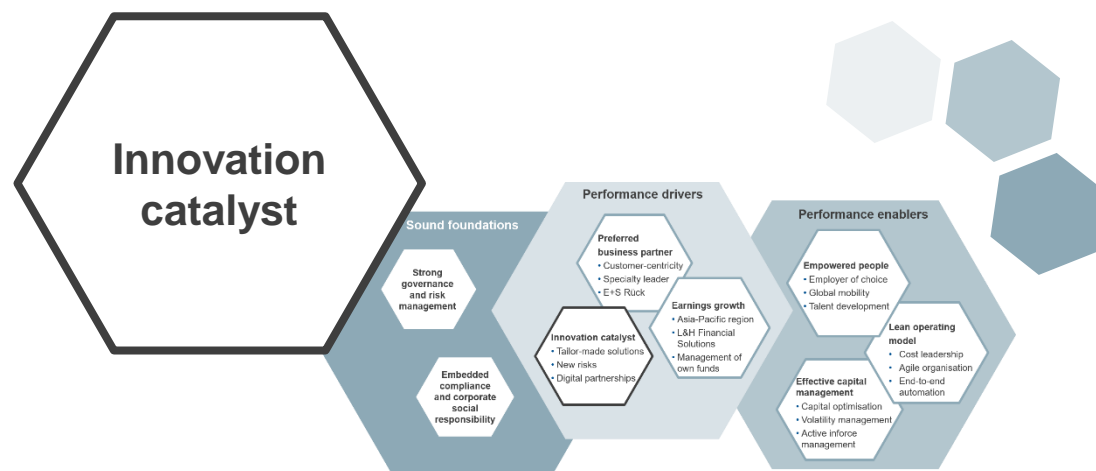 Innovation
catalyst
Sound foundations
Strong
governance
and risk
management
Embedded
compliance
and corporate
social
responsibility
Performance drivers
Preferred
business partner
• Customer-centricity
• Specialty leader
• E+S Rück
Earnings growth
• Asia-Pacific region
• L&H Financial
Solutions
• Management of
own funds
Innovation catalyst
• Tailor-made solutions
• New risks
• Digital partnerships
Performance enablers
Empowered people
• Employer of choice
• Global mobility
• Talent development
Lean operating
model
• Cost leadership
• Agile organisation
• End-to-end
automation
Effective capital
management
• Capital optimisation
• Volatility management
• Active inforce
management